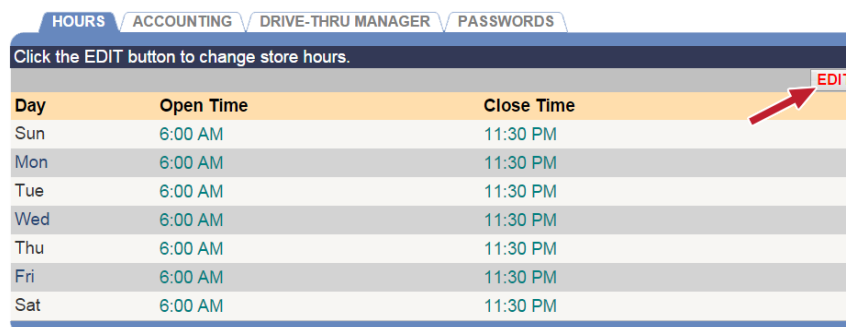 HOURS ACCOUNTING DRIVE-THRU MANAGER PASSWORDS
Click the EDIT button to change store hours.
EDIT
Day Open Time Close Time
Sun 6:00 AM 11:30 PM
Mon 6:00 AM 11:30 PM
Tue 6:00 AM 11:30 PM
Wed 6:00 AM 11:30 PM
Thu 6:00 AM 11:30 PM
Fri 6:00 AM 11:30 PM
Sat 6:00 AM 11:30 PM